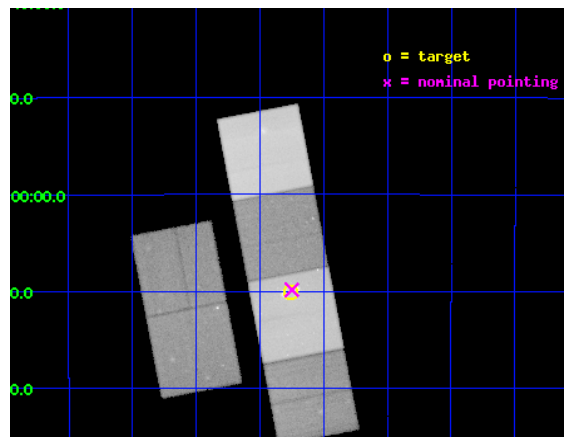 o = target
x = nominal pointing
0.0
00:00.0
0.0
0.0